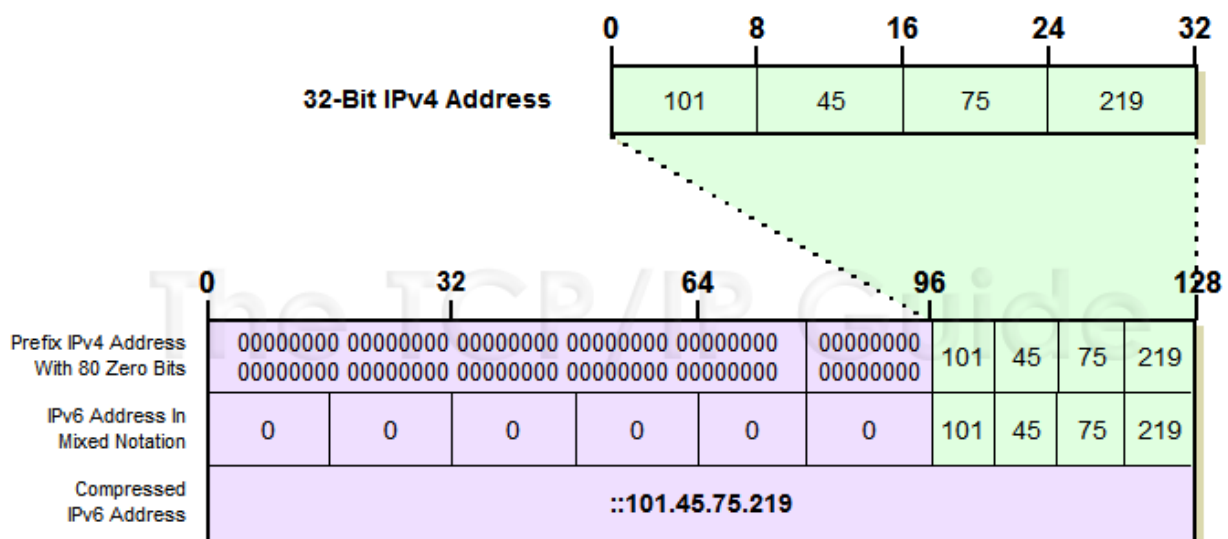 0 8 16 24 32
32-Bit IPv4 Address 101 45 75 219
The TCP/IP Guide
0 32 64 96 128
Prefix IPv4 Address
With 80 Zero Bits
00000000 00000000 00000000 00000000 00000000 00000000
00000000 00000000 00000000 00000000 00000000 00000000
101 45 75 219
IPv6 Address In
Mixed Notation
0 0 0 0 0 0 101 45 75 219
Compressed
IPv6 Address
::101.45.75.219